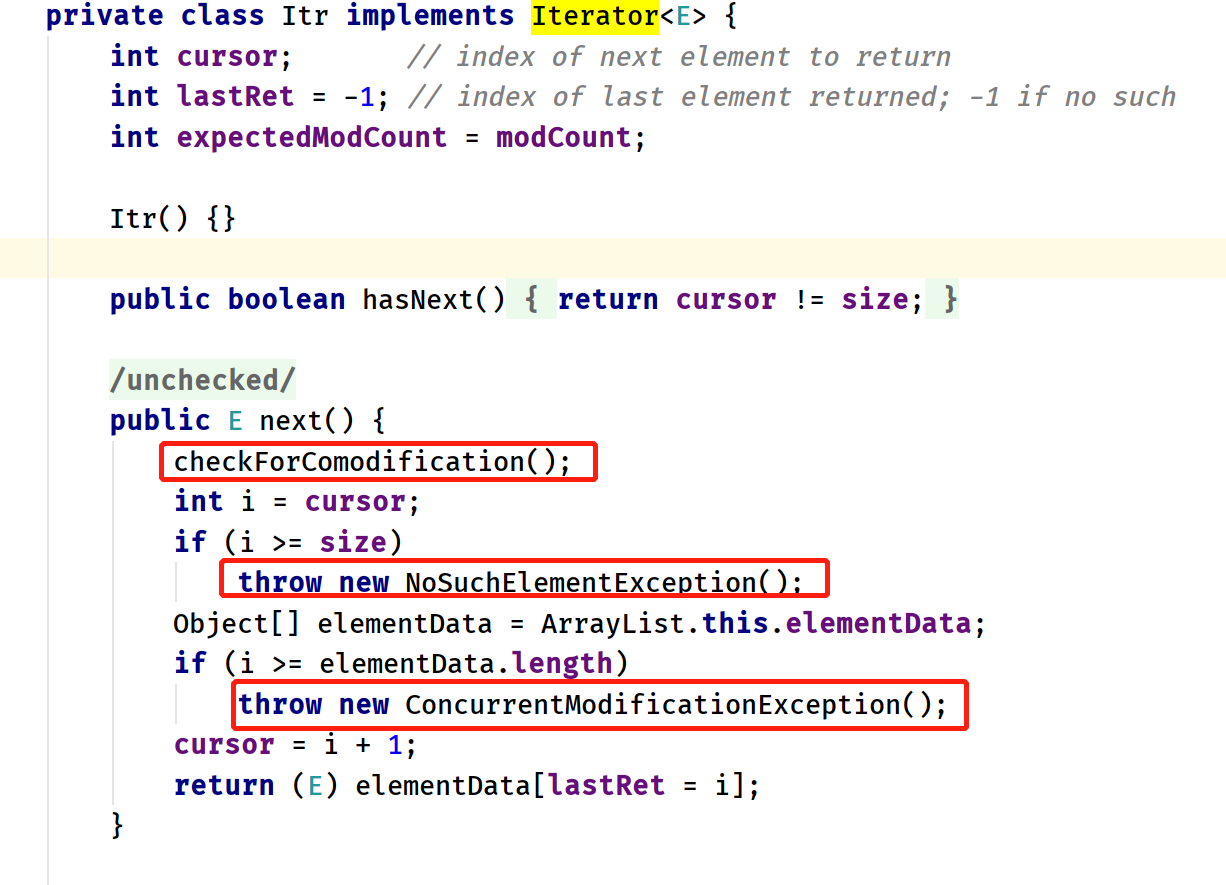 private class Itr implements Iterator<E> {
    int cursor;       // index of next element to return
    int lastRet = -1; // index of last element returned; -1 if no such
    int expectedModCount = modCount;
    Itr() {}
    public boolean hasNext() { return cursor != size; }
    /unchecked/
    public E next() {
        checkForComodification();
        int i = cursor;
        if (i >= size)
            throw new NoSuchElementException();
        Object[] elementData = ArrayList.this.elementData;
        if (i >= elementData.length)
            throw new ConcurrentModificationException();
        cursor = i + 1;
        return (E) elementData[lastRet = i];
    }